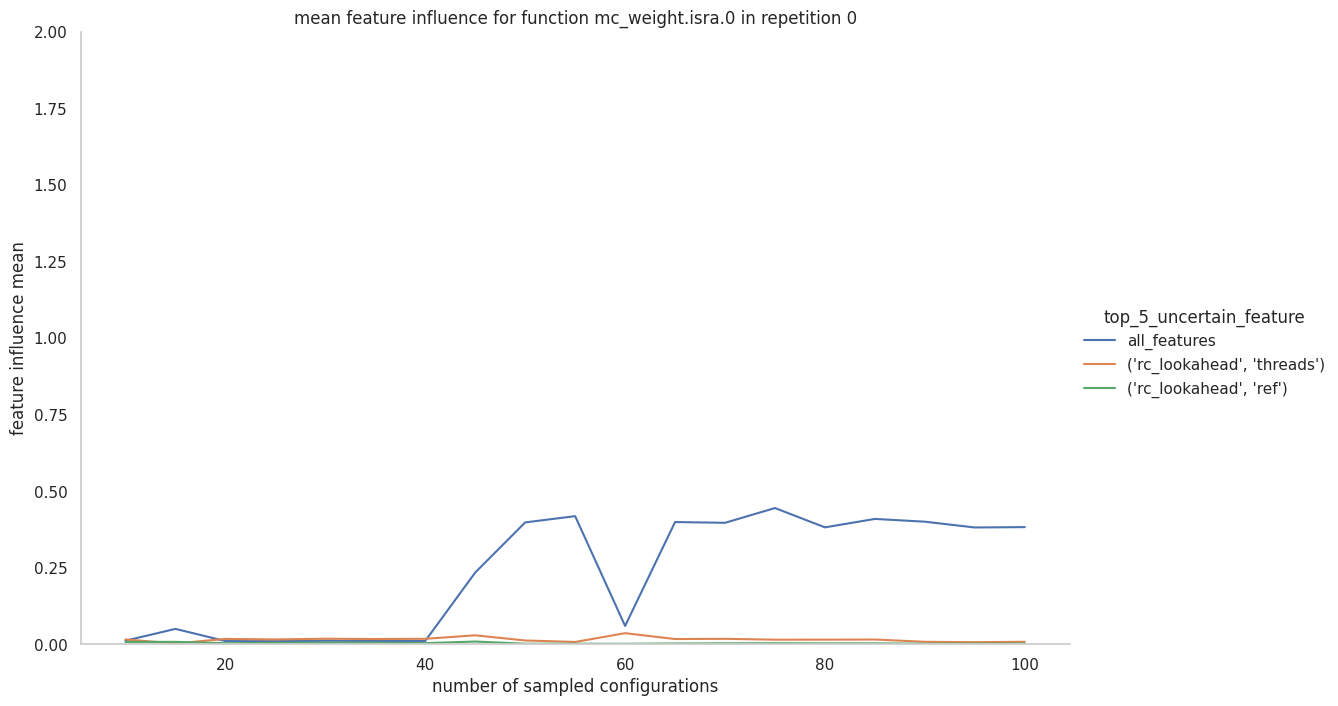 mean feature influence for function mc_weight.isra.0 in repetition 0
2.00
1.75
1.50
1.25
1.00
0.75
0.50
0.25
0.00
feature influence mean
20
40
60
80
100
number of sampled configurations
top_5_uncertain_feature
all_features
('rc_lookahead', 'threads')
('rc_lookahead', 'ref')